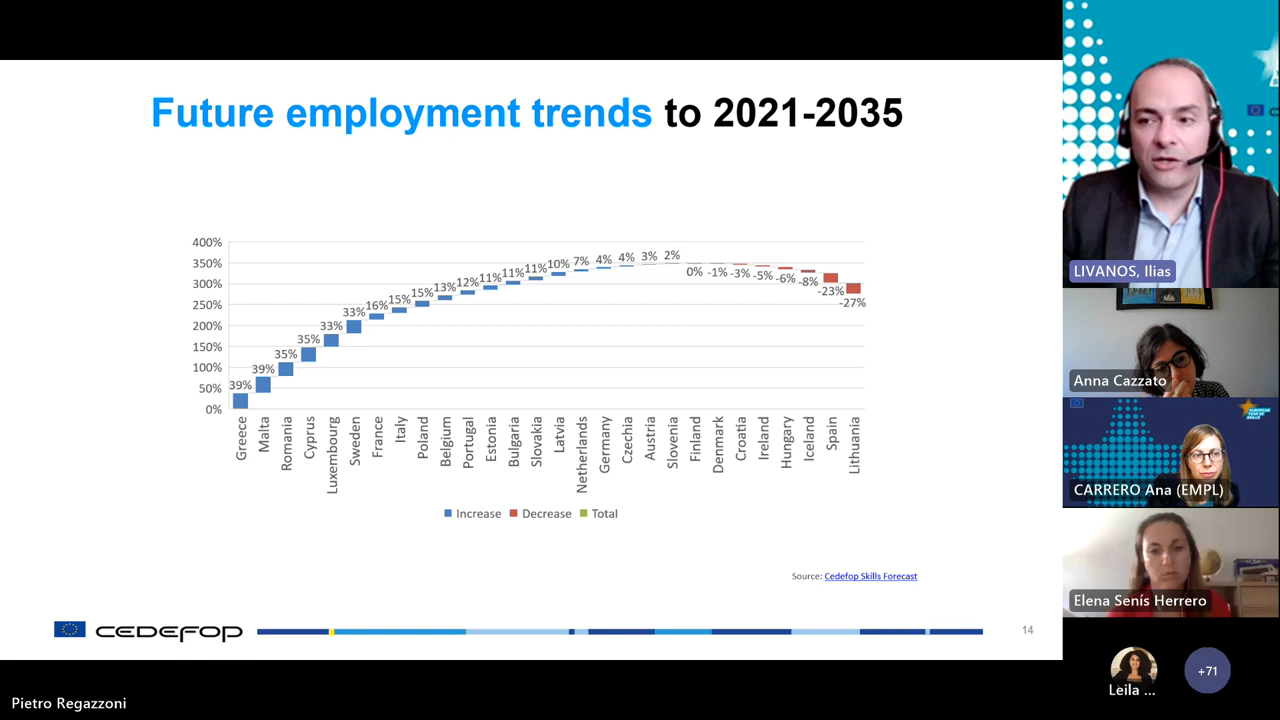 Future employment trends to 2021-2035
400%
350%
300%
250%
200%
150%
100%
50%
0%
39%
39%
35%
35%
33%
33%
16%
15%
15%
13%
12%
11%
11%
11%
10%
7%
4%
4%
3%
2%
0%
-1%
-3%
-5%
-6%
-8%
-23%
-27%
Greece
Malta
Romania
Cyprus
Luxembourg
Sweden
France
Italy
Poland
Belgium
Portugal
Estonia
Bulgaria
Slovakia
Latvia
Netherlands
Germany
Czechia
Austria
Slovenia
Finland
Denmark
Croatia
Ireland
Hungary
Iceland
Spain
Lithuania
Increase Decrease Total
Source: Cedefop Skills Forecast
CEDEFOP
14
LIVANOS, Ilias
Anna Cazzato
EUROPEAN
YEAR OF
SKILLS
CARRERO Ana (EMPL)
Elena Senís Herrero
Leila ...
+71
Pietro Regazzoni